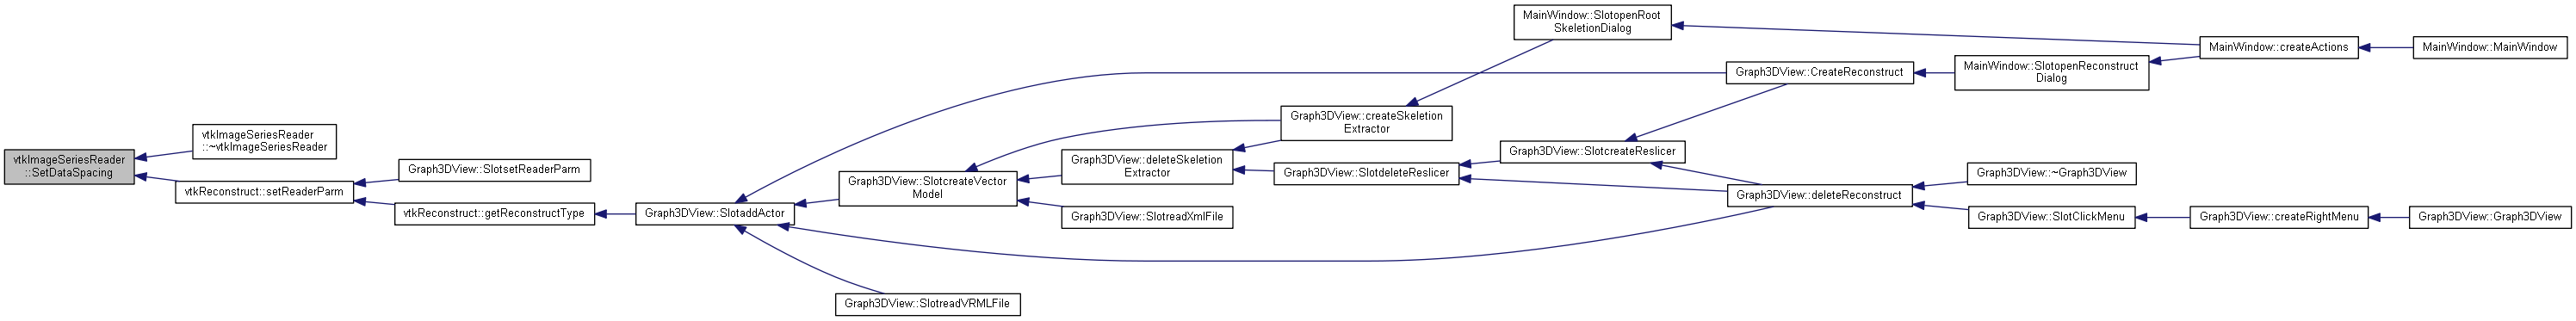 vtkImageSeriesReader
::SetDataSpacing
vtkImageSeriesReader
::~vtkImageSeriesReader
vtkReconstruct::setReaderParm
Graph3DView::SlotsetReaderParm
vtkReconstruct::getReconstructType
Graph3DView::SlotaddActor
Graph3DView::SlotcreateVector
Model
Graph3DView::SlotreadVRMLFile
Graph3DView::deleteSkeletion
Extractor
Graph3DView::SlotreadXmlFile
Graph3DView::createSkeletion
Extractor
Graph3DView::SlotdeleteReslicer
MainWindow::SlotopenRoot
SkeletionDialog
Graph3DView::SlotcreateReslicer
Graph3DView::CreateReconstruct
Graph3DView::deleteReconstruct
MainWindow::SlotopenReconstruct
Dialog
Graph3DView::~Graph3DView
Graph3DView::SlotClickMenu
MainWindow::createActions
Graph3DView::createRightMenu
MainWindow::MainWindow
Graph3DView::Graph3DView